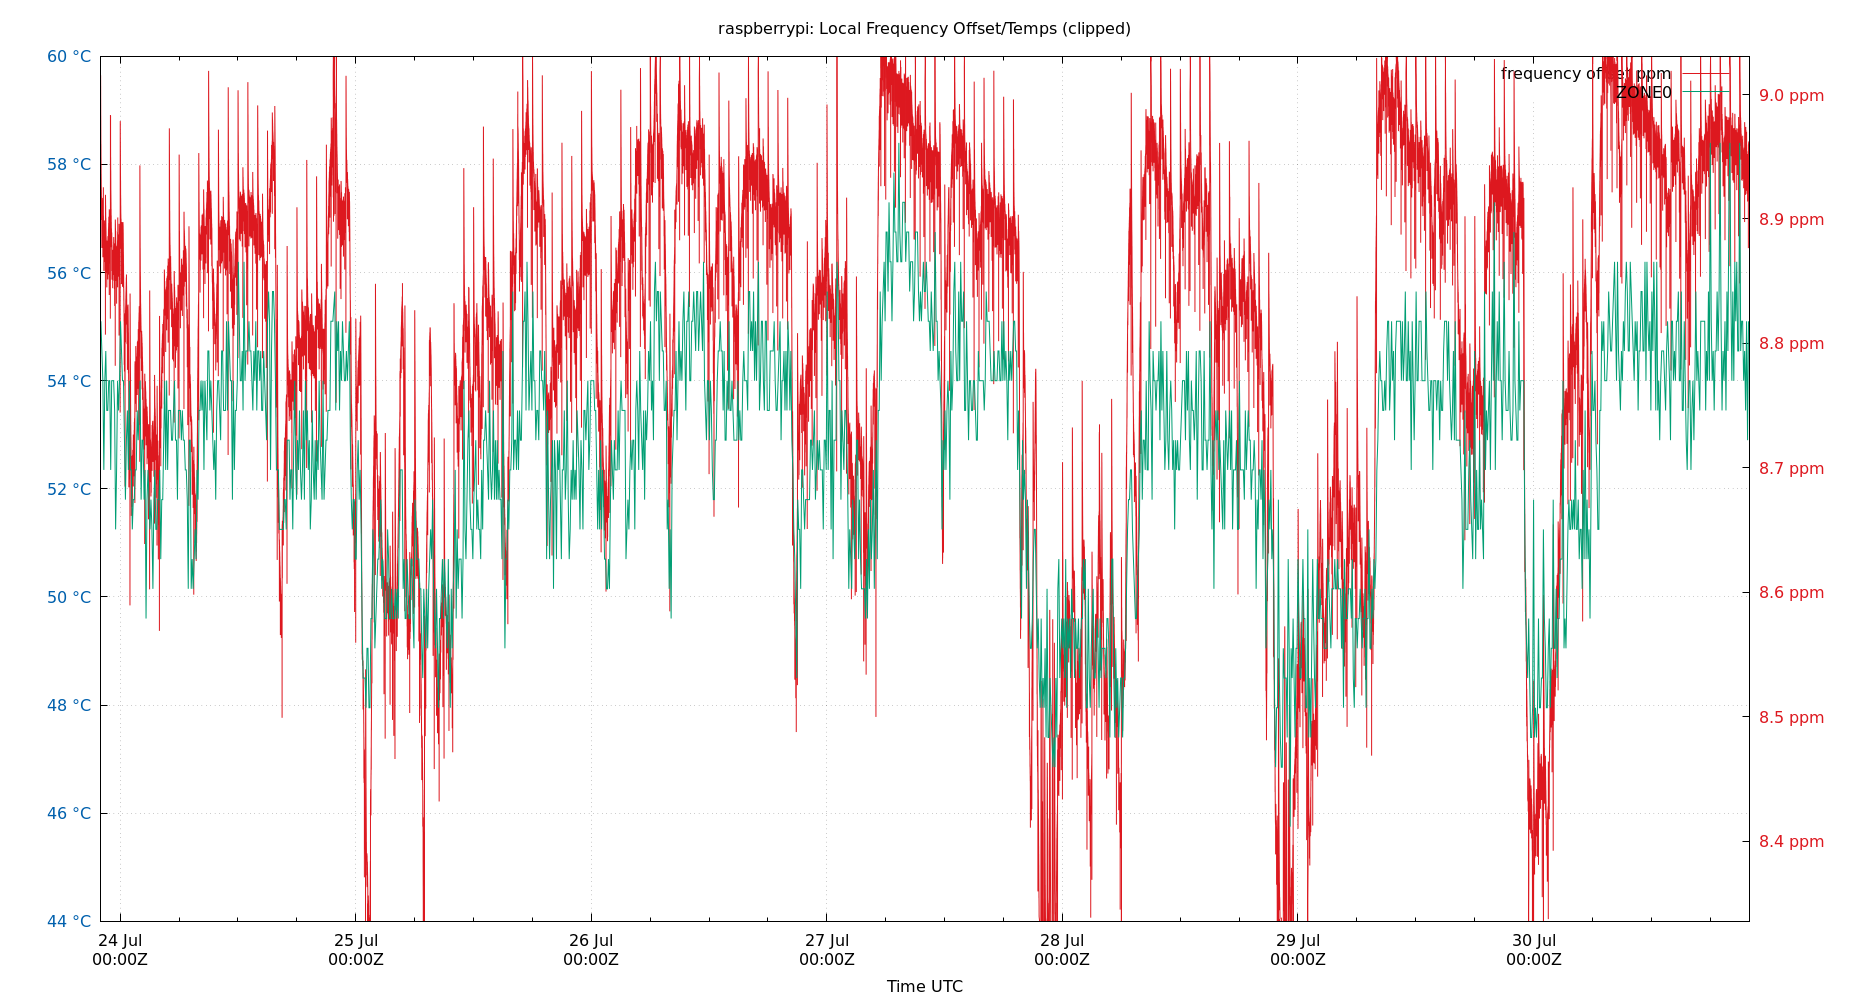 raspberrypi: Local Frequency Offset/Temps (clipped)
60 °C
58 °C
56 °C
54 °C
52 °C
50 °C
48 °C
46 °C
44 °C
frequency offset ppm
ZONE0
9.0 ppm
8.9 ppm
8.8 ppm
8.7 ppm
8.6 ppm
8.5 ppm
8.4 ppm
24 Jul
00:00Z
25 Jul
00:00Z
26 Jul
00:00Z
27 Jul
00:00Z
28 Jul
00:00Z
29 Jul
00:00Z
30 Jul
00:00Z
Time UTC